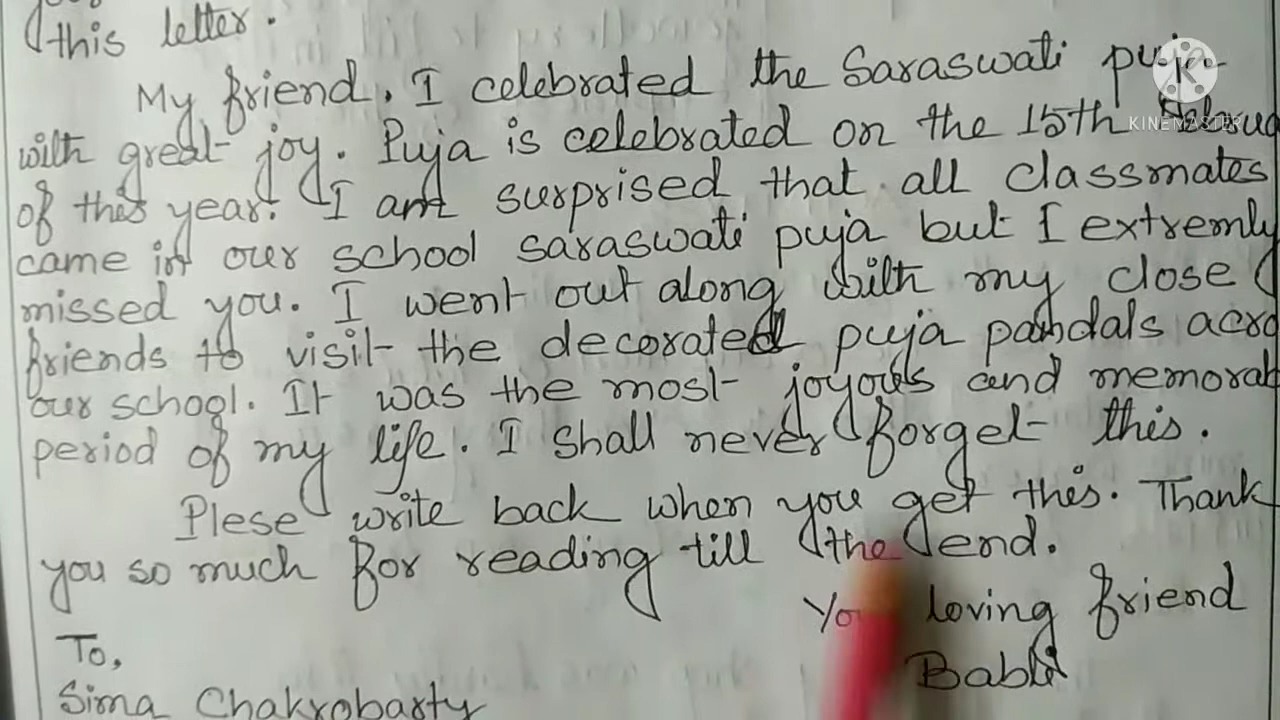 this letter.
My friend, I celebrated the Saraswati puja
with great joy. Puja is celebrated on the 15th
of this year. I am surprised that all classmates
came in our school saraswati puja but I extremly
missed you. I went out along with my close
friends to visit the decorated puja pandals acro
our school. It was the most joyous and memorab
period of my life. I shall never forget this.
Plese write back when you get this. Thank
you so much for reading till the end.
You loving friend
To,
Sima Chakrobarty
KINEMASTER